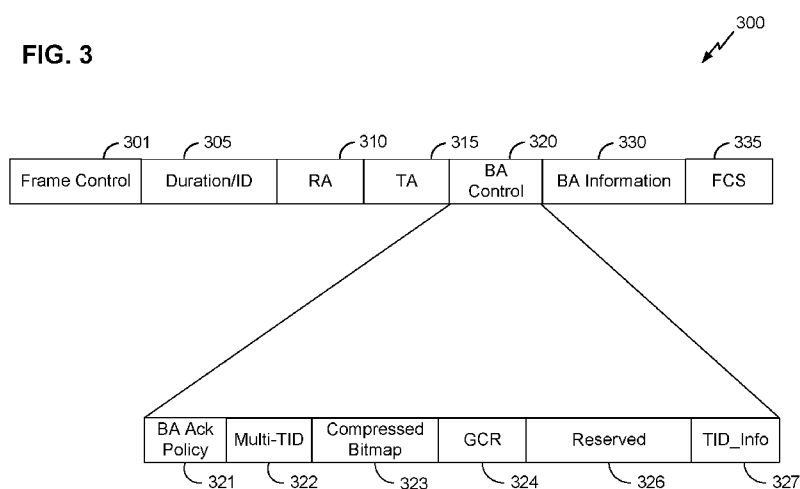 FIG. 3
300
301 305 310 315 320 330 335
Frame Control Duration/ID RA TA BA Control BA Information FCS
BA Ack Policy Multi-TID Compressed Bitmap GCR Reserved TID_Info
321 322 323 324 326 327